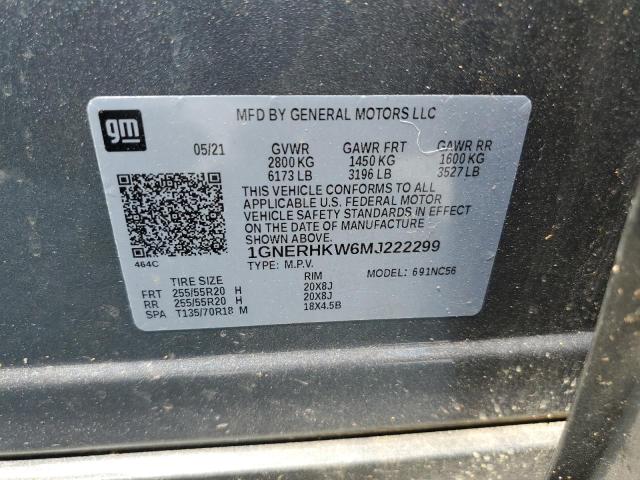 gm
MFD BY GENERAL MOTORS LLC
05/21 GVWR GAWR FRT GAWR RR
2800 KG 1450 KG 1600 KG
6173 LB 3196 LB 3527 LB
THIS VEHICLE CONFORMS TO ALL
APPLICABLE U.S. FEDERAL MOTOR
VEHICLE SAFETY STANDARDS IN EFFECT
ON THE DATE OF MANUFACTURE
SHOWN ABOVE.
1GNERHKW6MJ222299
464C
TYPE: M.P.V. MODEL: 691NC56
TIRE SIZE RIM
FRT 255/55R20 H 20X8J
RR 255/55R20 H 20X8J
SPA T135/70R18 M 18X4.5B